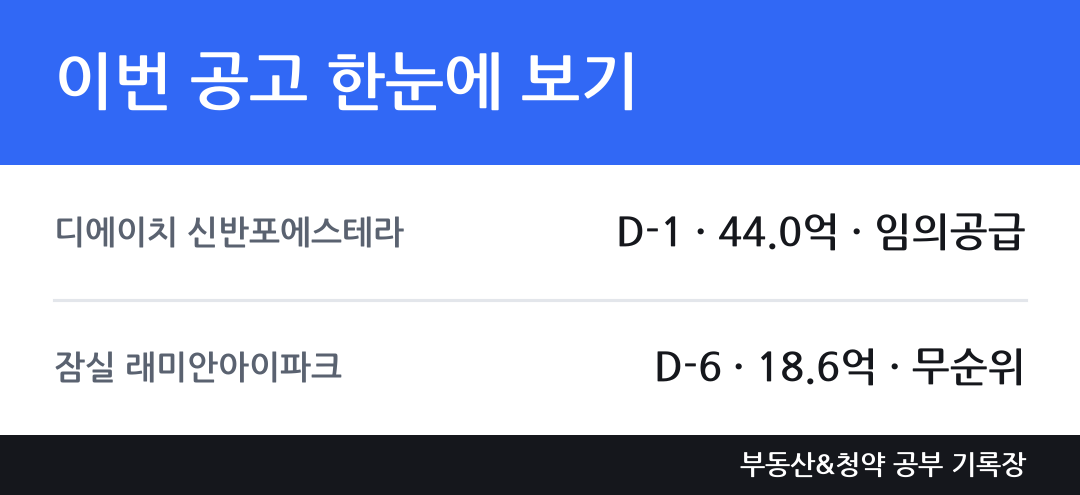 이번 공고 한눈에 보기
디에이치 신반포에스테라 D-1 · 44.0억 · 임의공급
잠실 래미안아이파크 D-6 · 18.6억 · 무순위
부동산&청약 공부 기록장